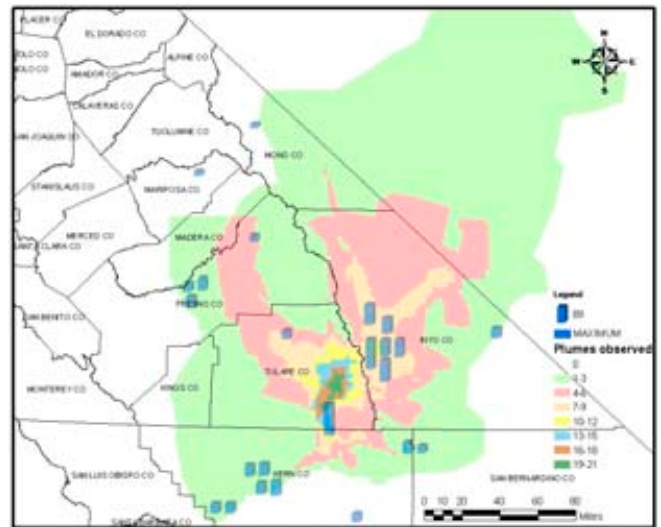 PLACER CO
EL DORADO CO
ALPINE CO
AMADOR CO
CALAVERAS CO
TUOLUMNE CO
SAN JOAQUIN CO
MONO CO
STANISLAUS CO
MARIPOSA CO
MERCED CO
MADERA CO
CLARA CO
FRESNO CO
SAN BENITO CO
INYO CO
TULARE CO
KINGS CO
MONTEREY CO
KERN CO
SAN LUIS OBISPO CO
SAN BERNARDINO CO
N
W E
S
Legend
MAXIMUM
Plumes observed
0
1-3
4-6
7-9
10-12
13-15
16-18
19-21
0 10 20 40 60 80
Miles